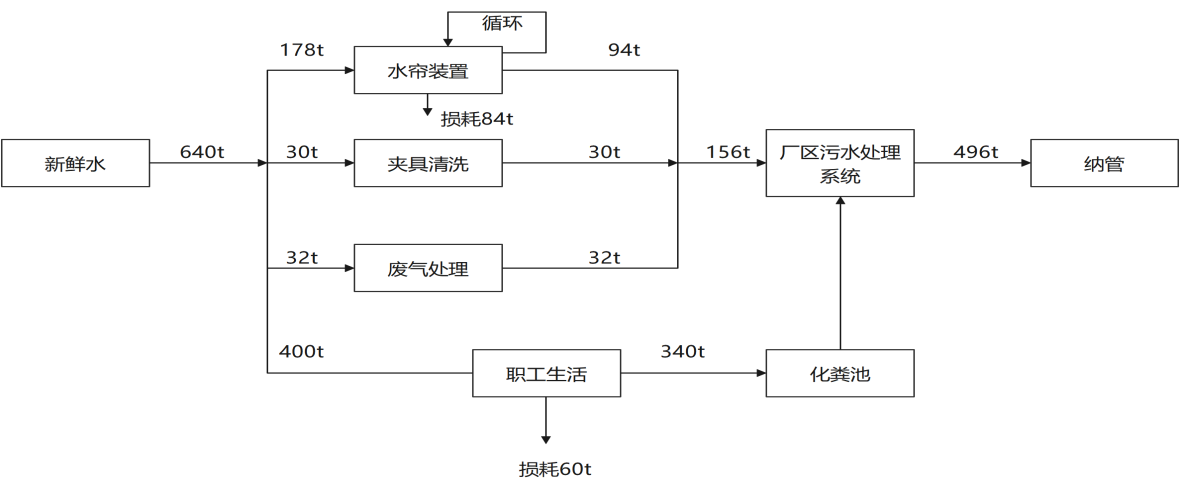 循环
178t
94t
水帘装置
损耗84t
新鲜水
640t
30t
夹具清洗
30t
156t
厂区污水处理
系统
496t
纳管
32t
废气处理
32t
400t
职工生活
340t
化粪池
损耗60t